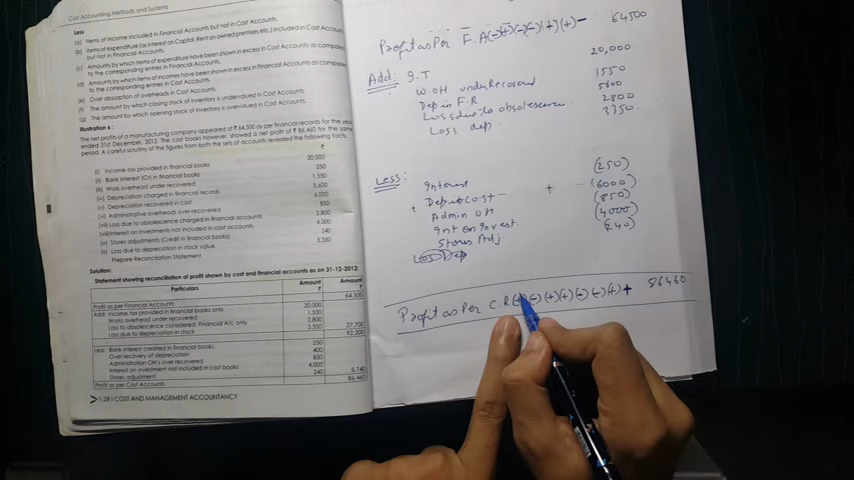 Cost Accounting Methods and Systems
Less
(a) Items of income included in Financial Accounts but not in Cost Accounts.
(b) Items of expenditure (as interest on Capital, Rent on owned premises etc.) included in Cost
but not in Financial Accounts.
(c) Amounts by which items of expenditure have been shown in excess in Cost Accounts as compared
to the corresponding entries in Financial Accounts.
(d) Amounts by which items of incomes have been shown in excess in Financial Accounts as compared
to the corresponding entries in Cost Accounts.
(e) Over absorption of overheads in Cost Accounts.
(f) The amount by which closing stock of inventory is undervalued in Cost Accounts.
(g) The amount by which opening stock of inventory is overvalued in Cost Accounts.
Illustration 6 :
The net profits of a manufacturing company appeared at ₹ 64,500 as per financial records for the year
ended 31st December, 2012. The cost books however, showed a net profit of ₹ 86,460 for the same
period. A careful scrutiny of the figures from both the sets of accounts revealed the following facts.
₹
(i) Income tax provided in financial books 20,000
(ii) Bank Interest (Cr) in financial books 250
(iii) Work overhead under recovered 1,550
(iv) Depreciation charged in financial records 5,600
(v) Depreciation recovered in cost 6,000
(vi) Administrative overheads over recovered 850
(vii) Loss due to obsolescence charged in financial accounts 2,800
(viii) Interest on investments not included in cost accounts 4,000
(ix) Stores adjustments (Credit in financial books) 240
(x) Loss due to depreciation in stock value 3,350
Prepare Reconciliation Statement
Solution:
Statement showing reconciliation of profit shown by cost and financial accounts as on 31-12-2012
Particulars Amount ₹ Amount ₹
Profit as per Financial Accounts 64,500
Add: Income tax provided in financial books only 20,000
Works overhead under recovered 1,550
Loss to obsolescence considered Financial A/c only 2,800
Loss due to depreciation in stock 3,350 27,700
92,200
Less: Bank interest credited in financial books 250
Over recovery of depreciation 400
Administration OH's over recovered 850
Interest on investment not included in cost books 4,000
Stores adjustment 240 5,740
Profit as per Cost Accounts 86,460
1.28 I COST AND MANAGEMENT ACCOUNTANCY
Profit as Per F. A 64500
Add: I.T 20,000
W.OH under Recovered 1550
Dep in F.R 5600
Loss due to obsolescence 2800
Loss dep. 3350.
Less: Interest (250)
+ Dep in Cost - + - (6000)
Admin OH (850)
Int on Invest. (4000)
Stores Adj. (240)
Loss Dep
Profit as Per C.R 86460